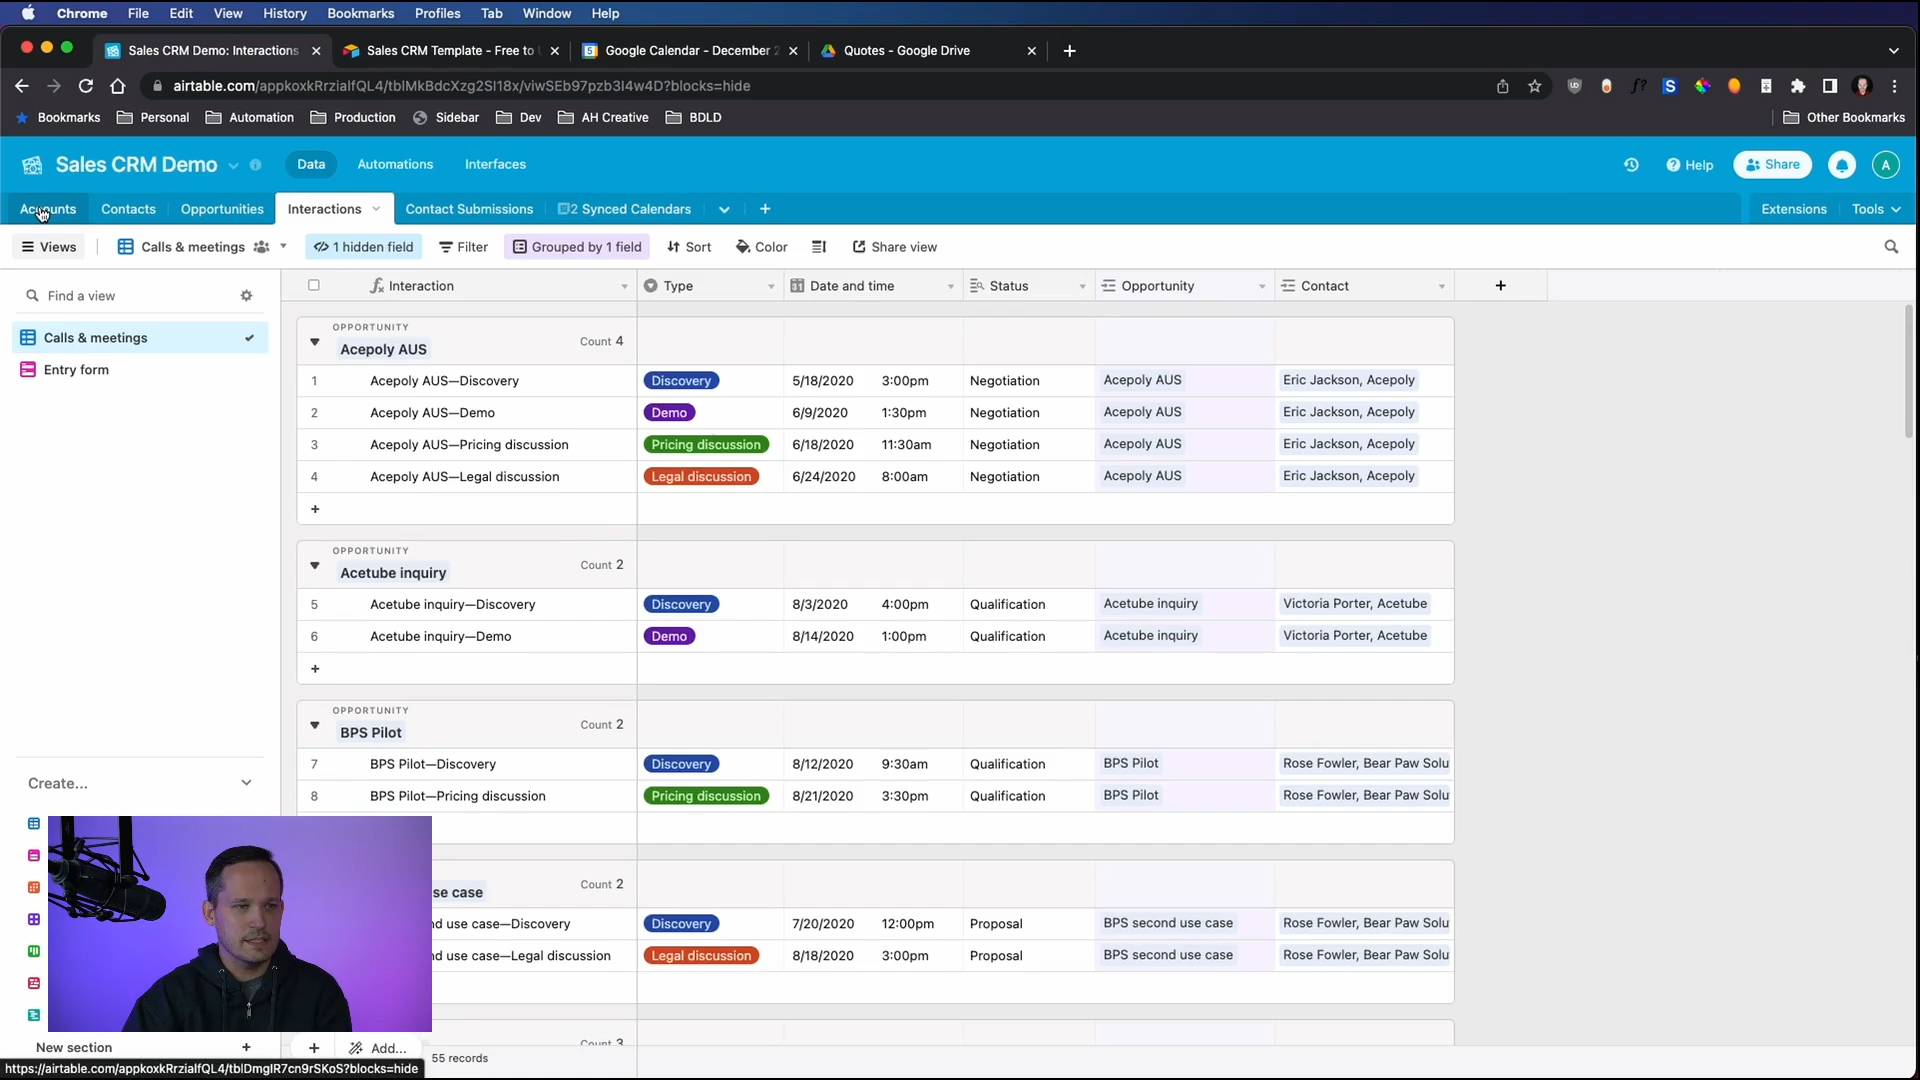 Chrome File Edit View History Bookmarks Profiles Tab Window Help
Sales CRM Demo: Interactions Sales CRM Template - Free to Google Calendar - December 2 Quotes - Google Drive
airtable.com/appkoxkRrzialfQL4/tblMkBdcXzg2Sl18x/viwSEb97pzb3I4w4D?blocks=hide
Bookmarks Personal Automation Production Sidebar Dev AH Creative BDLD Other Bookmarks
Sales CRM Demo Data Automations Interfaces Help Share A
Accounts Contacts Opportunities Interactions Contact Submissions 2 Synced Calendars Extensions Tools
Views Calls & meetings 1 hidden field Filter Grouped by 1 field Sort Color Share view
Find a view
Calls & meetings
Entry form
Interaction Type Date and time Status Opportunity Contact
OPPORTUNITY
Acepoly AUS Count 4
1 Acepoly AUS—Discovery Discovery 5/18/2020 3:00pm Negotiation Acepoly AUS Eric Jackson, Acepoly
2 Acepoly AUS—Demo Demo 6/9/2020 1:30pm Negotiation Acepoly AUS Eric Jackson, Acepoly
3 Acepoly AUS—Pricing discussion Pricing discussion 6/18/2020 11:30am Negotiation Acepoly AUS Eric Jackson, Acepoly
4 Acepoly AUS—Legal discussion Legal discussion 6/24/2020 8:00am Negotiation Acepoly AUS Eric Jackson, Acepoly
OPPORTUNITY
Acetube inquiry Count 2
5 Acetube inquiry—Discovery Discovery 8/3/2020 4:00pm Qualification Acetube inquiry Victoria Porter, Acetube
6 Acetube inquiry—Demo Demo 8/14/2020 1:00pm Qualification Acetube inquiry Victoria Porter, Acetube
OPPORTUNITY
BPS Pilot Count 2
7 BPS Pilot—Discovery Discovery 8/12/2020 9:30am Qualification BPS Pilot Rose Fowler, Bear Paw Solu
8 BPS Pilot—Pricing discussion Pricing discussion 8/21/2020 3:30pm Qualification BPS Pilot Rose Fowler, Bear Paw Solu
se case Count 2
nd use case—Discovery Discovery 7/20/2020 12:00pm Proposal BPS second use case Rose Fowler, Bear Paw Solu
nd use case—Legal discussion Legal discussion 8/18/2020 3:00pm Proposal BPS second use case Rose Fowler, Bear Paw Solu
Count 3
Create...
New section
Add... 55 records
https://airtable.com/appkoxkRrzialfQL4/tblDmglR7cn9rSKoS?blocks=hide